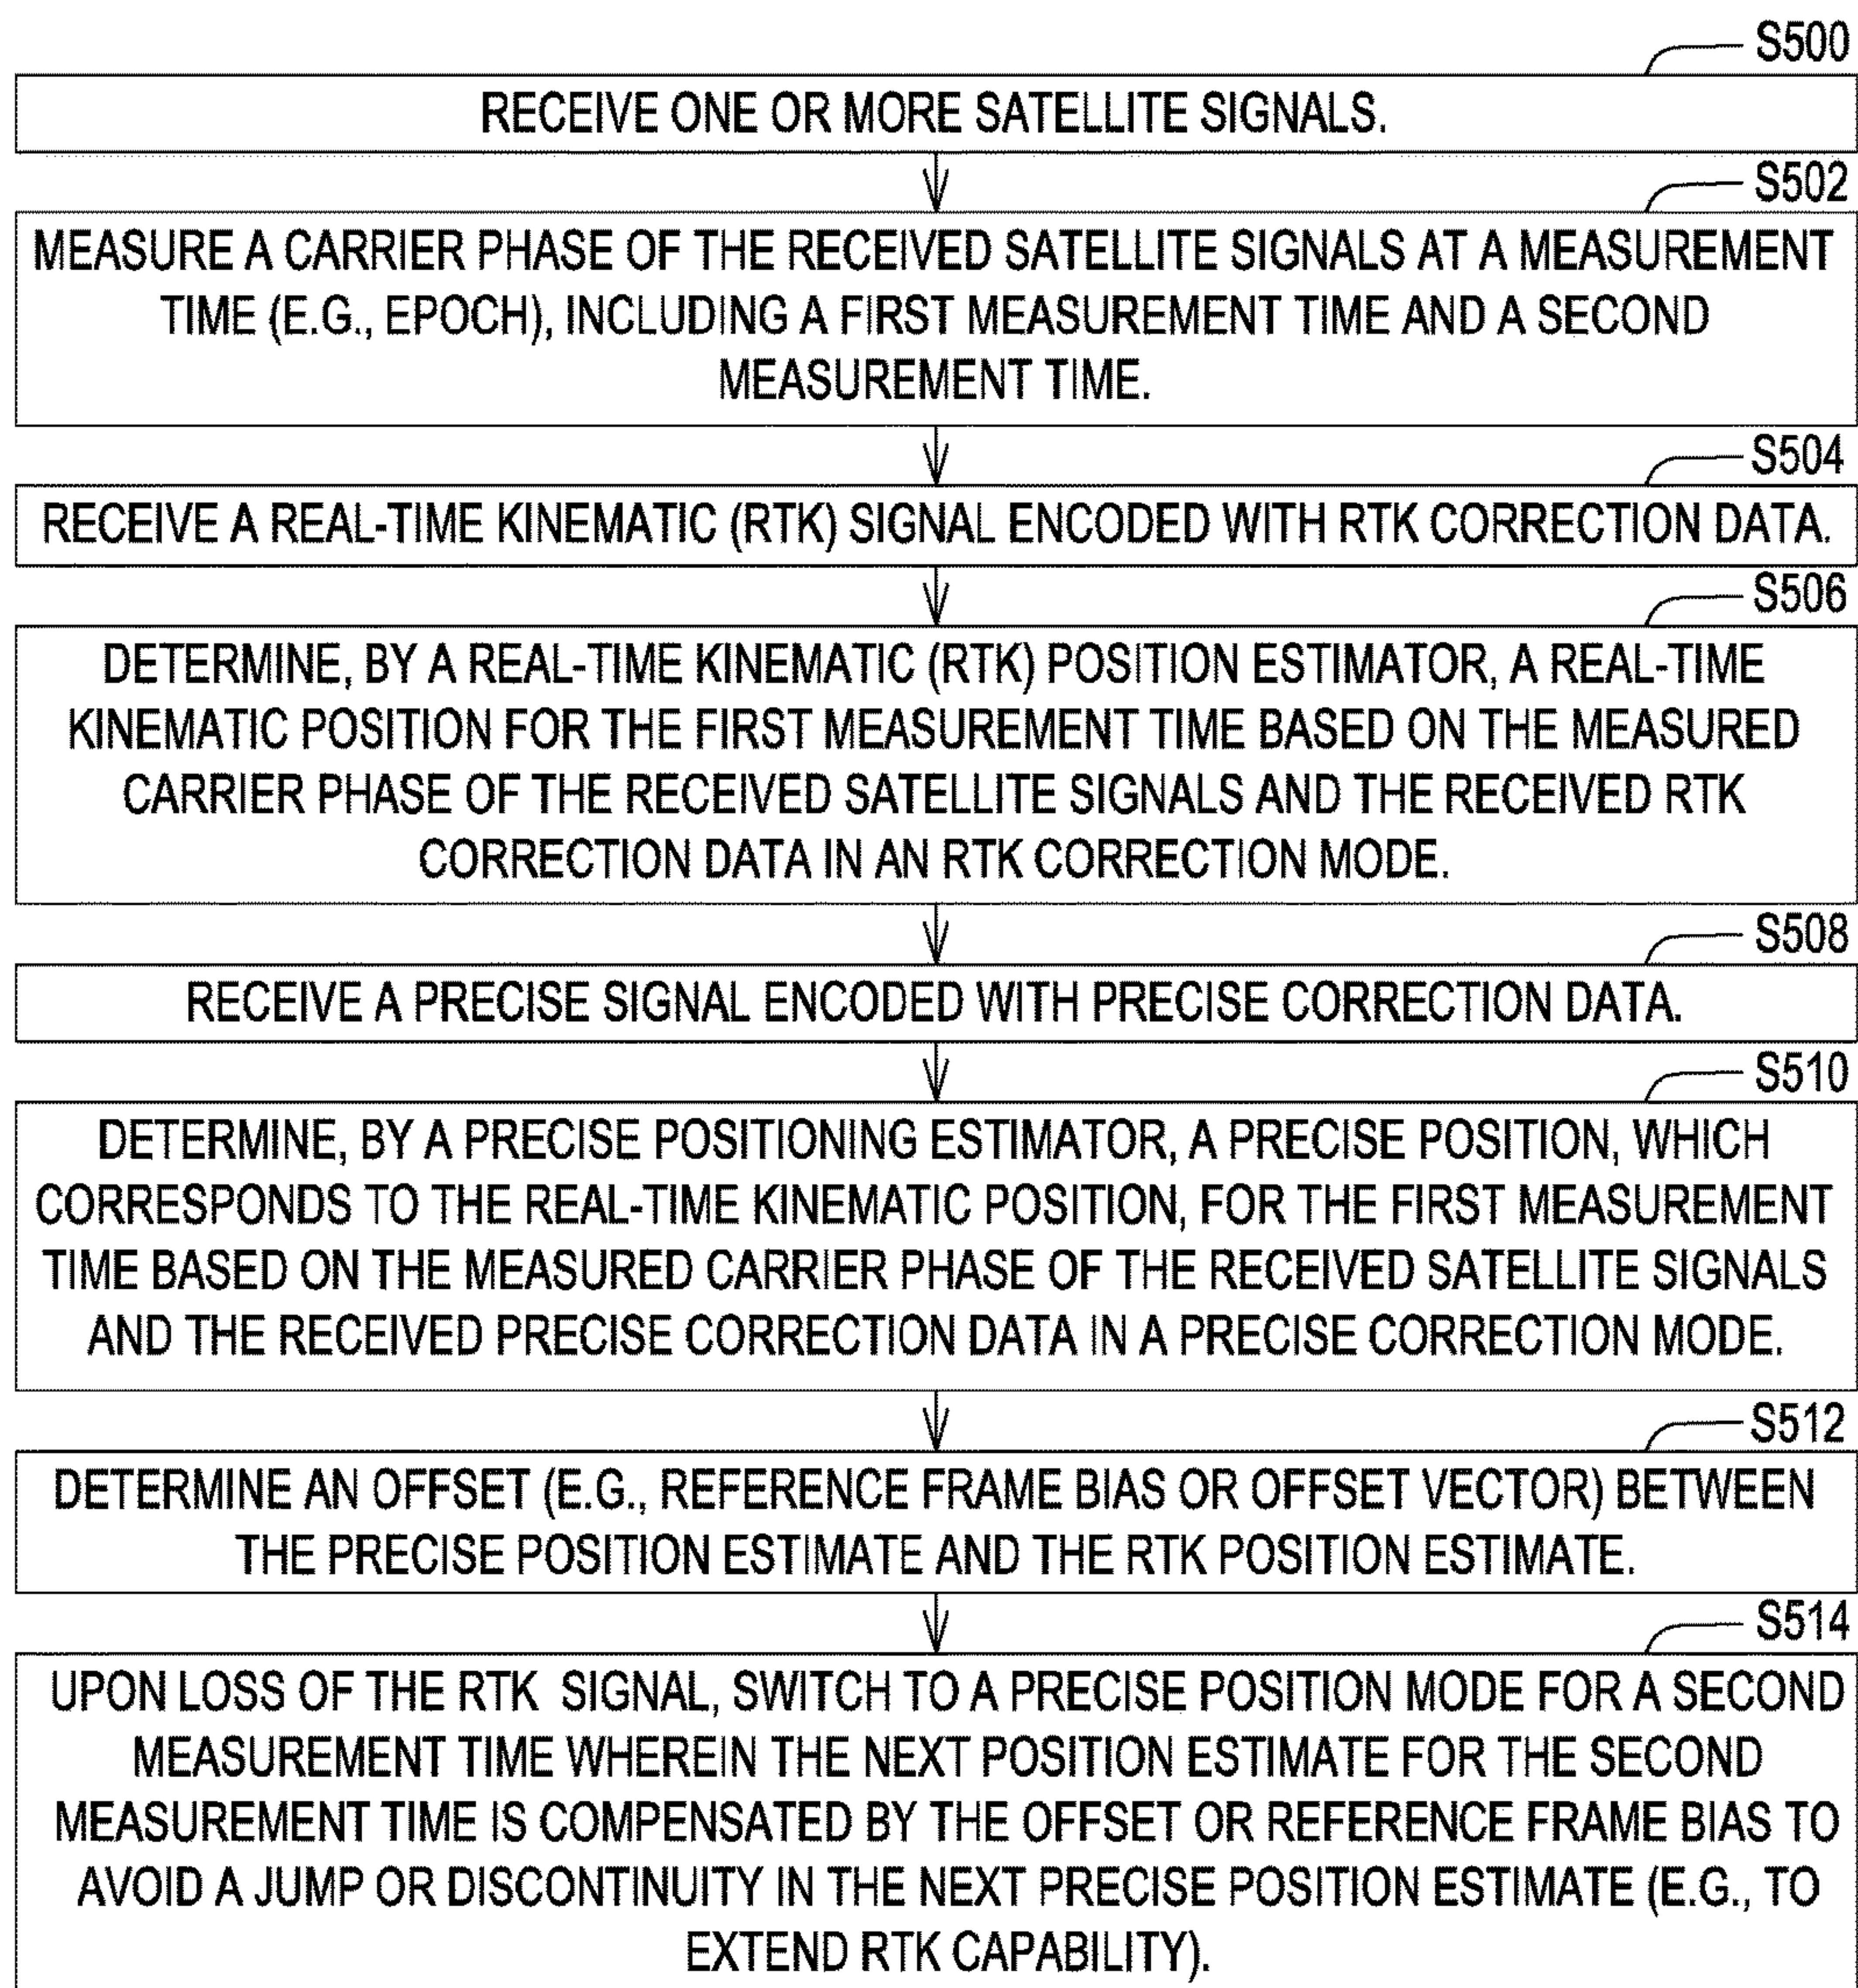 S500
RECEIVE ONE OR MORE SATELLITE SIGNALS.
S502
MEASURE A CARRIER PHASE OF THE RECEIVED SATELLITE SIGNALS AT A MEASUREMENT
TIME (E.G., EPOCH), INCLUDING A FIRST MEASUREMENT TIME AND A SECOND
MEASUREMENT TIME.
S504
RECEIVE A REAL-TIME KINEMATIC (RTK) SIGNAL ENCODED WITH RTK CORRECTION DATA.
S506
DETERMINE, BY A REAL-TIME KINEMATIC (RTK) POSITION ESTIMATOR, A REAL-TIME
KINEMATIC POSITION FOR THE FIRST MEASUREMENT TIME BASED ON THE MEASURED
CARRIER PHASE OF THE RECEIVED SATELLITE SIGNALS AND THE RECEIVED RTK
CORRECTION DATA IN AN RTK CORRECTION MODE.
S508
RECEIVE A PRECISE SIGNAL ENCODED WITH PRECISE CORRECTION DATA.
S510
DETERMINE, BY A PRECISE POSITIONING ESTIMATOR, A PRECISE POSITION, WHICH
CORRESPONDS TO THE REAL-TIME KINEMATIC POSITION, FOR THE FIRST MEASUREMENT
TIME BASED ON THE MEASURED CARRIER PHASE OF THE RECEIVED SATELLITE SIGNALS
AND THE RECEIVED PRECISE CORRECTION DATA IN A PRECISE CORRECTION MODE.
S512
DETERMINE AN OFFSET (E.G., REFERENCE FRAME BIAS OR OFFSET VECTOR) BETWEEN
THE PRECISE POSITION ESTIMATE AND THE RTK POSITION ESTIMATE.
S514
UPON LOSS OF THE RTK SIGNAL, SWITCH TO A PRECISE POSITION MODE FOR A SECOND
MEASUREMENT TIME WHEREIN THE NEXT POSITION ESTIMATE FOR THE SECOND
MEASUREMENT TIME IS COMPENSATED BY THE OFFSET OR REFERENCE FRAME BIAS TO
AVOID A JUMP OR DISCONTINUITY IN THE NEXT PRECISE POSITION ESTIMATE (E.G., TO
EXTEND RTK CAPABILITY).